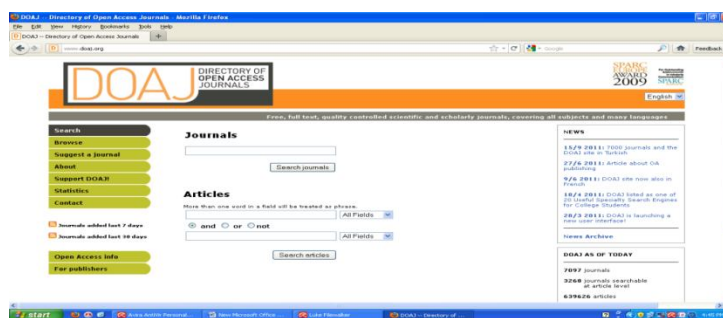 DOAJ -- Directory of Open Access Journals - Mozilla Firefox
File Edit View History Bookmarks Tools Help
DOAJ -- Directory of Open Access Journals
www.doaj.org
Google
Feedback
DOAJ
DIRECTORY OF
OPEN ACCESS
JOURNALS
SPARC
EUROPE
AWARD
2009
SPARC
English
Free, full text, quality controlled scientific and scholarly journals, covering all subjects and many languages
Search
Browse
Suggest a Journal
About
Support DOAJ!
Statistics
Contact
Journals added last 7 days
Journals added last 30 days
Open Access info
For publishers
Journals
Search journals
Articles
More than one word in a field will be treated as phrase.
All Fields
and or not
All Fields
Search articles
NEWS
15/9 2011: 7000 journals and the
DOAJ site in Turkish
27/6 2011: Article about OA
publishing
9/6 2011: DOAJ site now also in
French
18/4 2011: DOAJ listed as one of
20 Useful Specialty Search Engines
for College Students
28/3 2011: DOAJ is launching a
new user interface!
News Archive
DOAJ AS OF TODAY
7097 journals
3268 journals searchable
at article level
639626 articles
start
New Microsoft Office ...
Luke Filewalker
DOAJ -- Directory of ...
4:45 PM